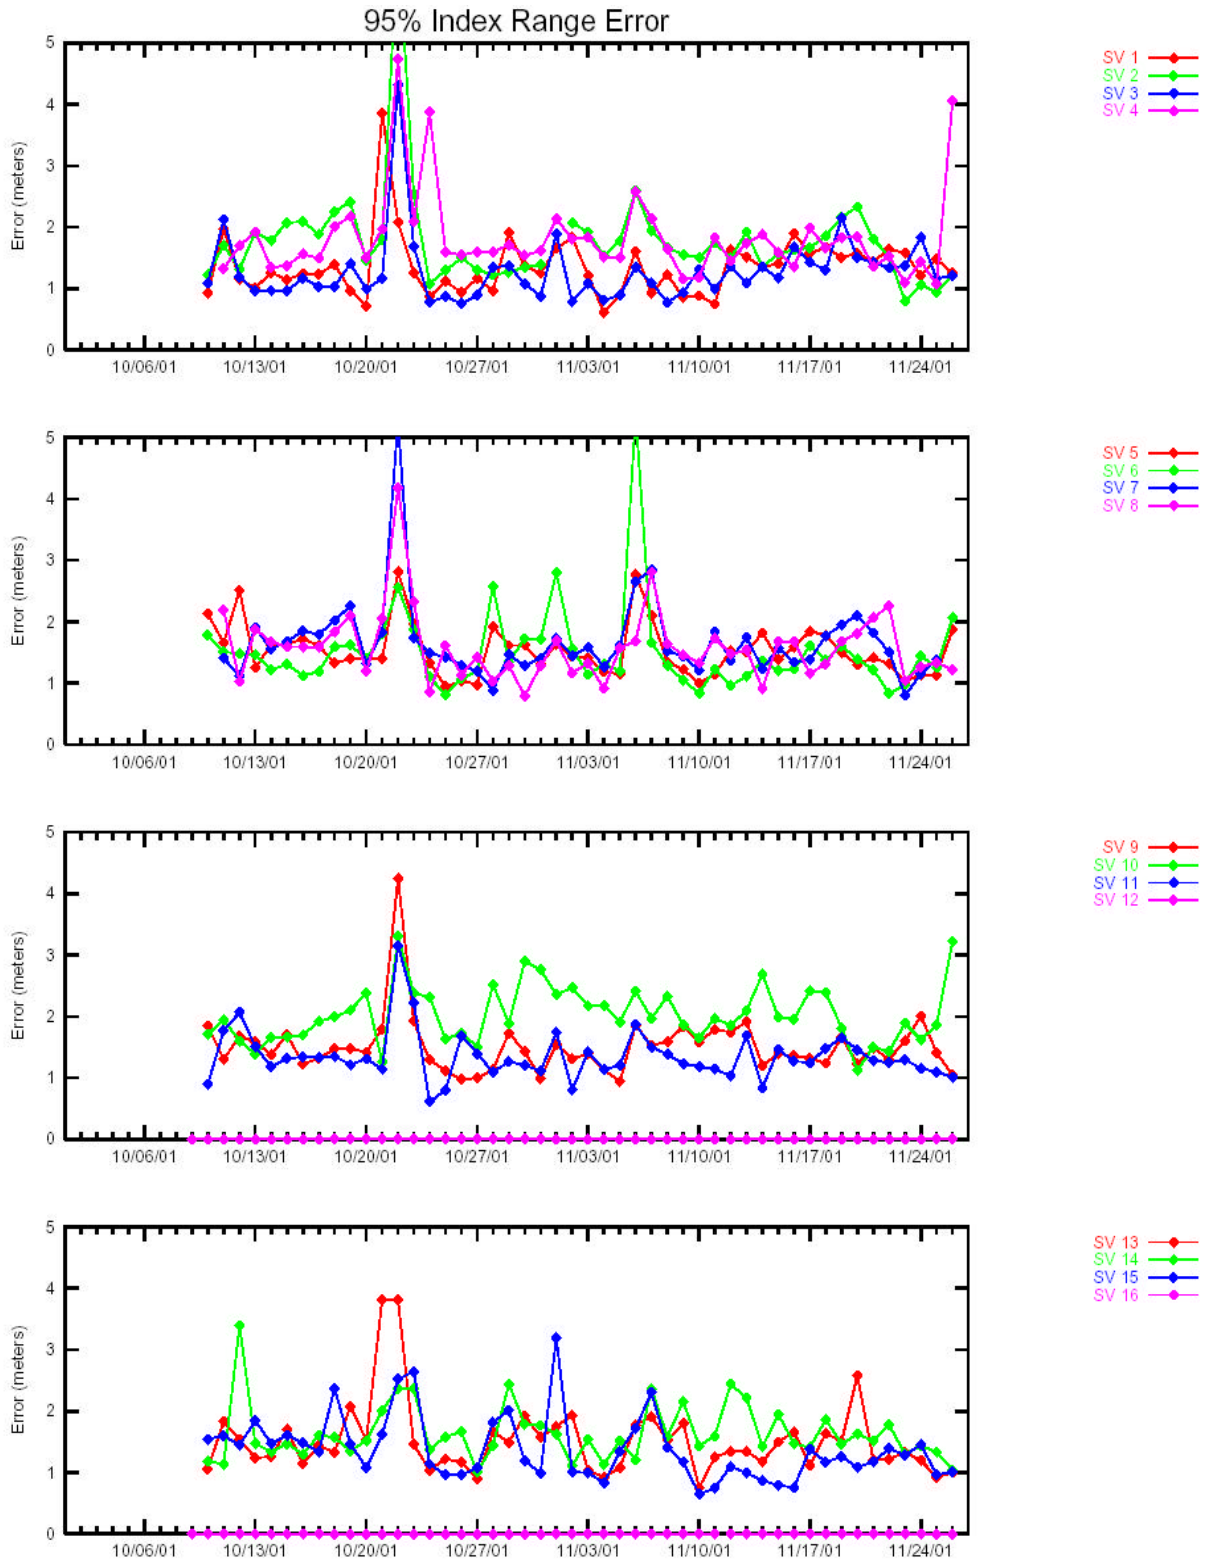 95% Index Range Error
5
4
3
2
1
0
Error (meters)
10/06/01 10/13/01 10/20/01 10/27/01 11/03/01 11/10/01 11/17/01 11/24/01
SV 1
SV 2
SV 3
SV 4
5
4
3
2
1
0
Error (meters)
10/06/01 10/13/01 10/20/01 10/27/01 11/03/01 11/10/01 11/17/01 11/24/01
SV 5
SV 6
SV 7
SV 8
5
4
3
2
1
0
Error (meters)
10/06/01 10/13/01 10/20/01 10/27/01 11/03/01 11/10/01 11/17/01 11/24/01
SV 9
SV 10
SV 11
SV 12
5
4
3
2
1
0
Error (meters)
10/06/01 10/13/01 10/20/01 10/27/01 11/03/01 11/10/01 11/17/01 11/24/01
SV 13
SV 14
SV 15
SV 16